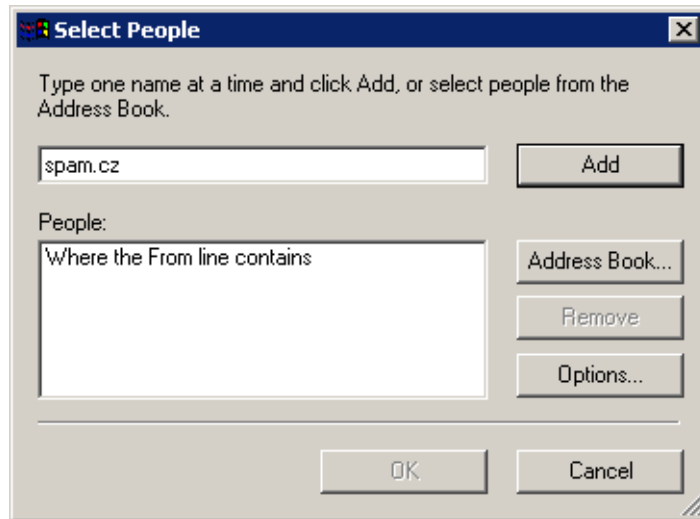 Select People
Type one name at a time and click Add, or select people from the
Address Book.
spam.cz
Add
People:
Where the From line contains
Address Book...
Remove
Options...
OK
Cancel